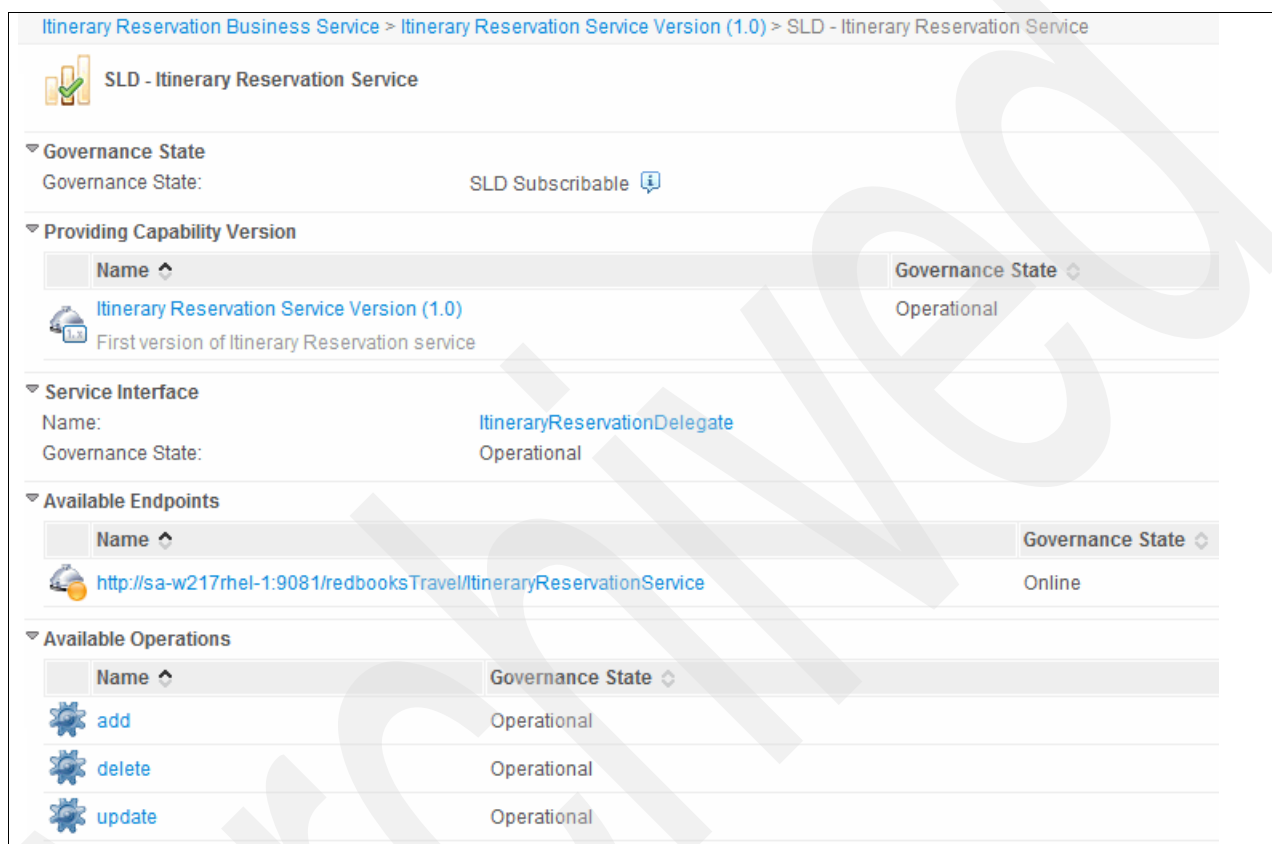 Itinerary Reservation Business Service > Itinerary Reservation Service Version (1.0) > SLD - Itinerary Reservation Service
SLD - Itinerary Reservation Service
Governance State
Governance State: SLD Subscribable
Providing Capability Version
Name Governance State
Itinerary Reservation Service Version (1.0) Operational
1.x
First version of Itinerary Reservation service
Service Interface
Name: ItineraryReservationDelegate
Governance State: Operational
Available Endpoints
Name Governance State
http://sa-w217rhel-1:9081/redbooksTravel/ItineraryReservationService Online
Available Operations
Name Governance State
add Operational
delete Operational
update Operational
rchived